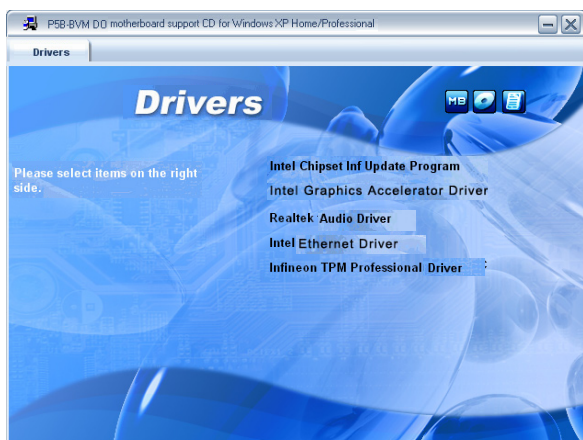 P5B-BVM DO motherboard support CD for Windows XP Home/Professional
Drivers
Drivers
MB
Please select items on the right
side.
Intel Chipset Inf Update Program
Intel Graphics Accelerator Driver
Realtek Audio Driver
Intel Ethernet Driver
Infineon TPM Professional Driver